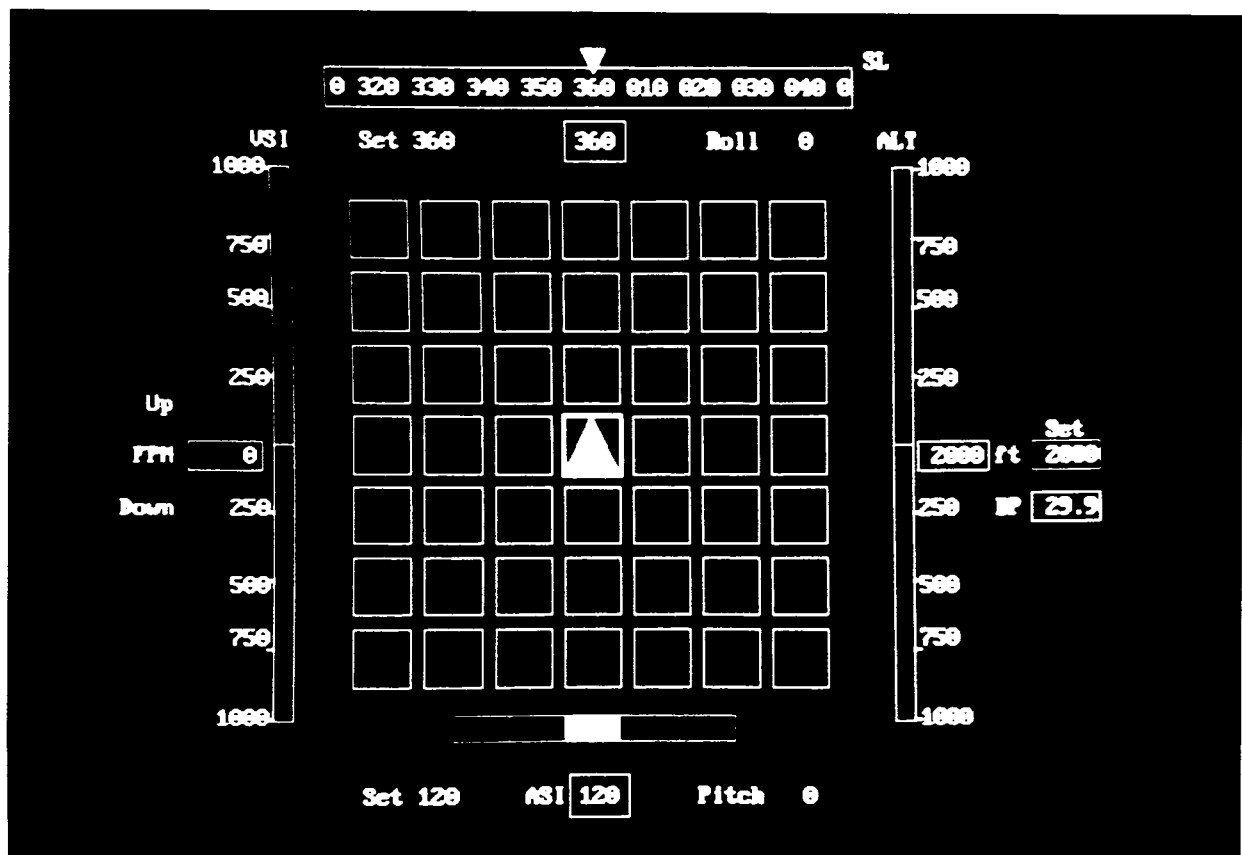 SL
0 320 330 340 350 360 010 020 030 040 0
VSI Set 360 360 Roll 0 ALT
1000 1000
750 750
500 500
250 250
Up
Set
FPM 0 2000 ft 2000
Down 250 250 BP 29.9
500 500
750 750
1000 1000
Set 120 ASI 120 Pitch 0